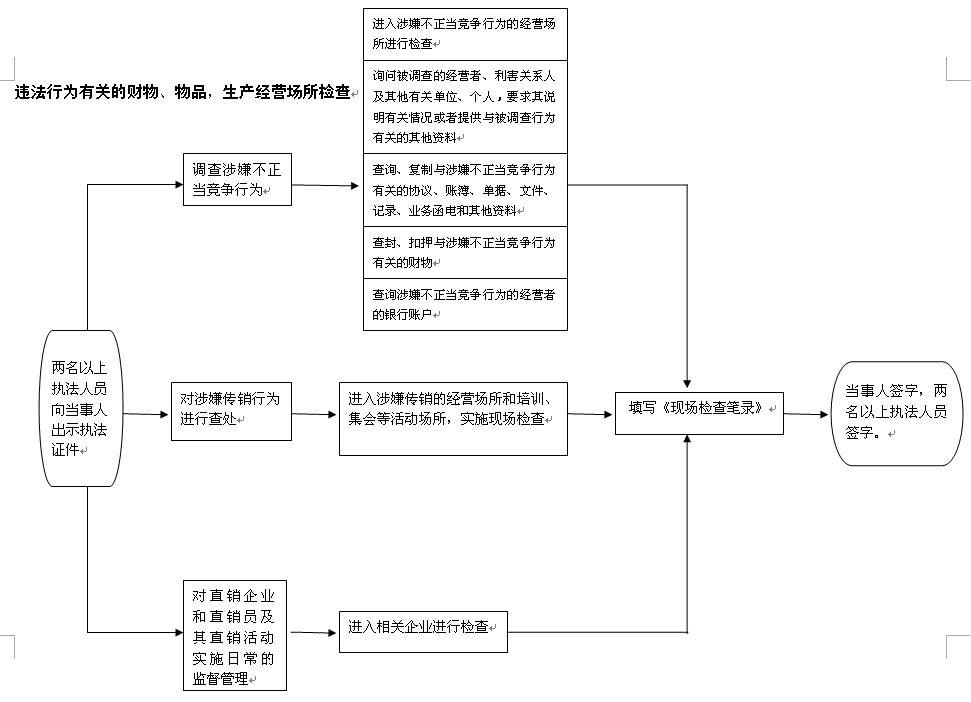 违法行为有关的财物、物品，生产经营场所检查
进入涉嫌不正当竞争行为的经营场
所进行检查
询问被调查的经营者、利害关系人
及其他有关单位、个人，要求其说
明有关情况或者提供与被调查行为
有关的其他资料
查询、复制与涉嫌不正当竞争行为
有关的协议、账簿、单据、文件、
记录、业务函电和其他资料
查封、扣押与涉嫌不正当竞争行为
有关的财物
查询涉嫌不正当竞争行为的经营者
的银行账户
调查涉嫌不正
当竞争行为
两名以上
执法人员
向当事人
出示执法
证件
对涉嫌传销行为
进行查处
进入涉嫌传销的经营场所和培训、
集会等活动场所，实施现场检查
填写《现场检查笔录》
当事人签字，两
名以上执法人员
签字。
对直销企业
和直销员及
其直销活动
实施日常的
监督管理
进入相关企业进行检查